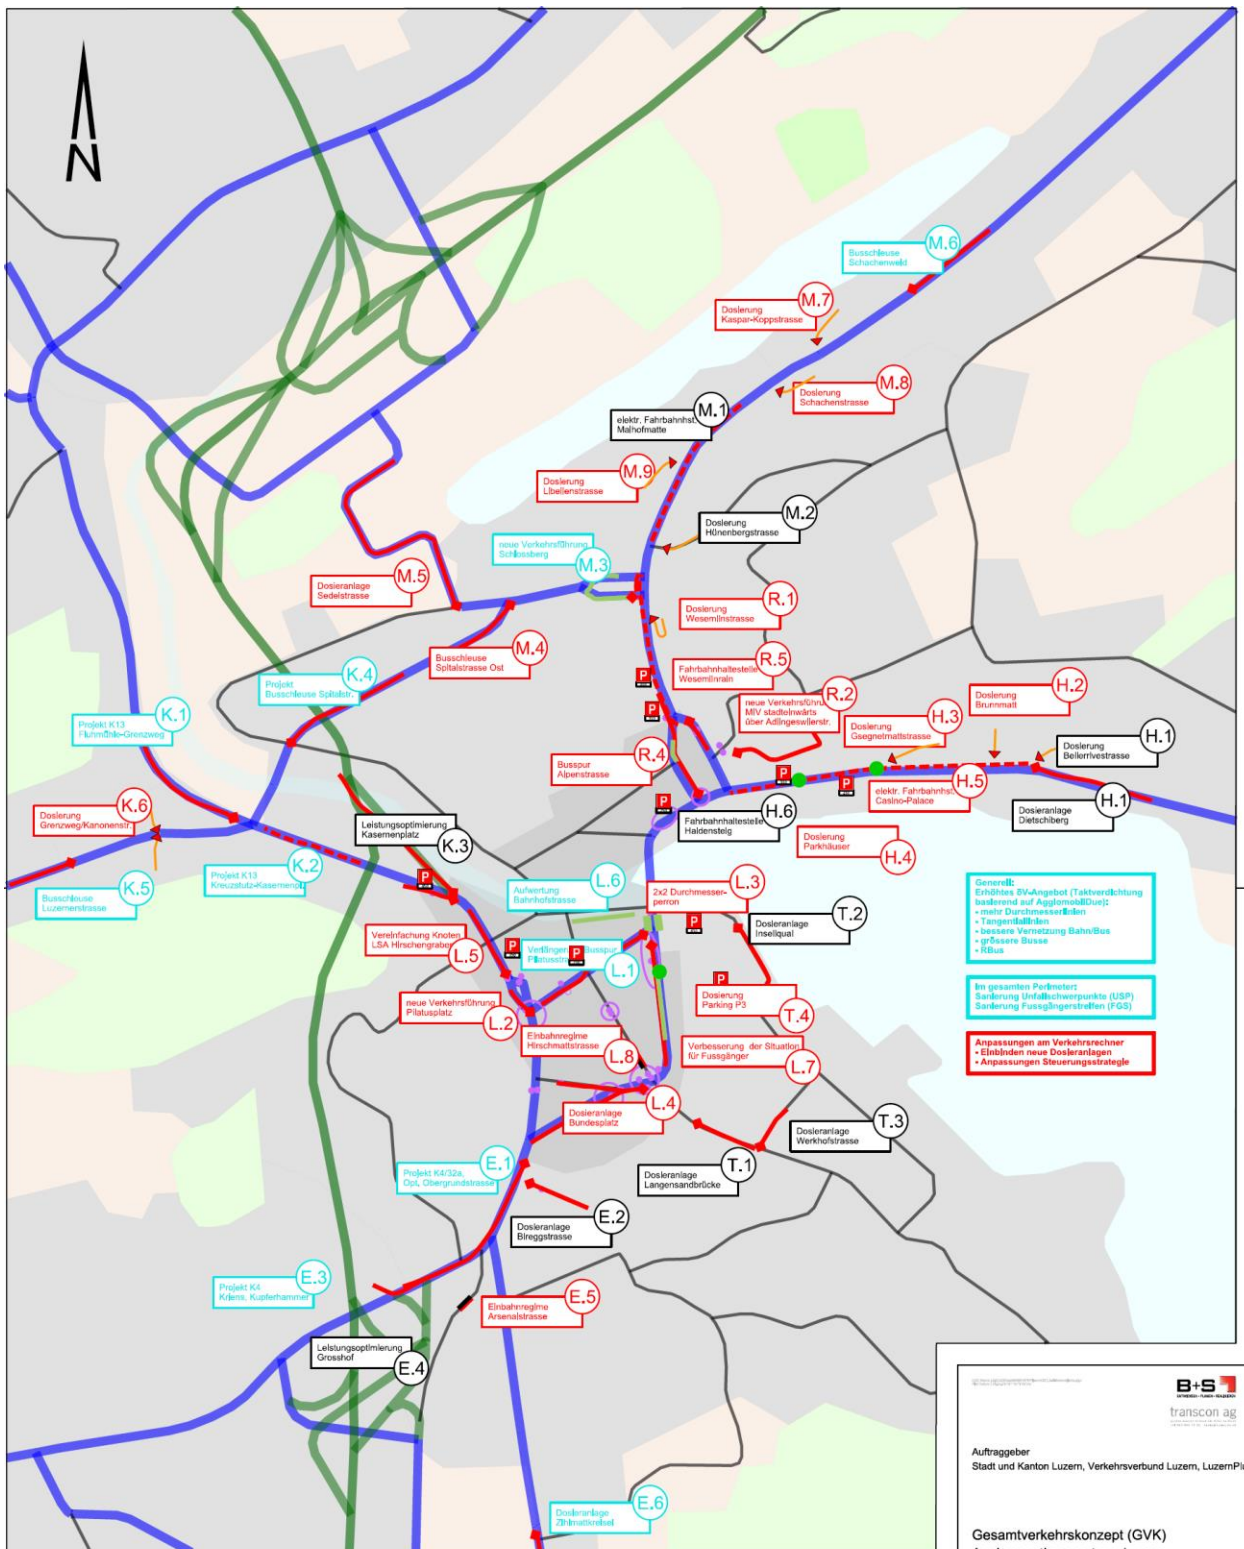 N
Busschleuse
Schachenweld
M.6
Dosierung
Kaspar-Koppstrasse
M.7
Dosierung
Schachenstrasse
M.8
elektr. Fahrbahnhst.
Maihofmatte
M.1
Dosierung
Libellenstrasse
M.9
Dosierung
Hünenbergstrasse
M.2
neue Verkehrsführung
Schlossberg
M.3
Dosieranlage
Sedelstrasse
M.5
Dosierung
Wesemlinstrasse
R.1
Busschleuse
Spitalstrasse Ost
M.4
Fahrbahnhaltestelle
Wesemlinrain
R.5
Projekt
Busschleuse Spitalstr.
K.4
neue Verkehrsführung
MIV stadteinwärts
über Adligeswilerstr.
R.2
Dosierung
Brunnmatt
H.2
Projekt K13
Fluhmühle-Grenzweg
K.1
Dosierung
Gsegnetmattstrasse
H.3
Dosierung
Bellerrivestrasse
H.1
Busspur
Alpenstrasse
R.4
elektr. Fahrbahnhst.
Casino-Palace
H.5
Dosieranlage
Dietschiberg
H.1
Dosierung
Grenzweg/Kanonenstr.
K.6
Leistungsoptimierung
Kasernenplatz
K.3
Fahrbahnhaltestelle
Haldensteig
H.6
Dosierung
Parkhäuser
H.4
Projekt K13
Kreuzstutz-Kasernenpl.
K.2
Busschleuse
Luzernerstrasse
K.5
Aufwertung
Bahnhofstrasse
L.6
2x2 Durchmesser-
perron
L.3
Dosieranlage
Inseliquai
T.2
Generell:
Erhöhtes öV-Angebot (Taktverdichtung
basierend auf AgglomobilDue):
- mehr Durchmesserlinien
- Tangentiallinien
- bessere Vernetzung Bahn/Bus
- grössere Busse
- RBus
Vereinfachung Knoten
LSA Hirschengraben
L.5
Busspur
L.1
Im gesamten Perimeter:
Sanierung Unfallschwerpunkte (USP)
Sanierung Fussgängerstreifen (FGS)
neue Verkehrsführung
Pilatusplatz
L.2
Dosierung
Parking P3
T.4
Einbahnregime
Hirschmattstrasse
L.8
Verbesserung der Situation
für Fussgänger
L.7
Anpassungen am Verkehrsrechner
- Einbinden neue Dosieranlagen
- Anpassungen Steuerungsstrategie
Dosieranlage
Bundesplatz
L.4
Dosieranlage
Werkhofstrasse
T.3
Projekt K4/32a,
Opt. Obergrundstrasse
E.1
Dosieranlage
Langensandbrücke
T.1
Dosieranlage
Bireggstrasse
E.2
Projekt K4
Kriens, Kupferhammer
E.3
Einbahnregime
Arsenalstrasse
E.5
Leistungsoptimierung
Grosshof
E.4
Dosieranlage
Zihlmattkreisel
E.6
P
P
P
P
P
P
P
P
P
P
B+S
transcon ag
Auftraggeber
Stadt und Kanton Luzern, Verkehrsverbund Luzern,
Gesamtverkehrskonzept (GVK)